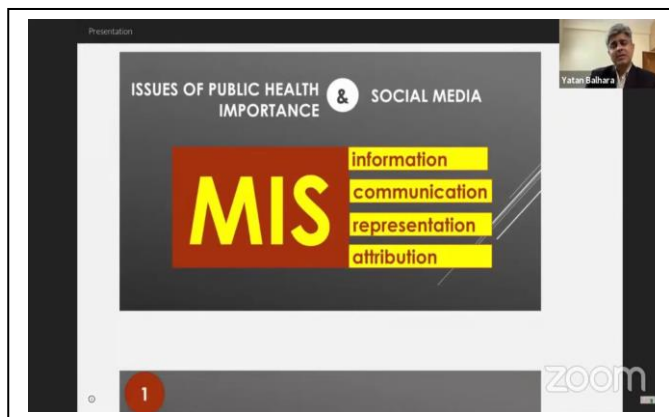 Presentation
Yatan Balhara
ISSUES OF PUBLIC HEALTH
IMPORTANCE
&
SOCIAL MEDIA
MIS
information
communication
representation
attribution
1
zoom